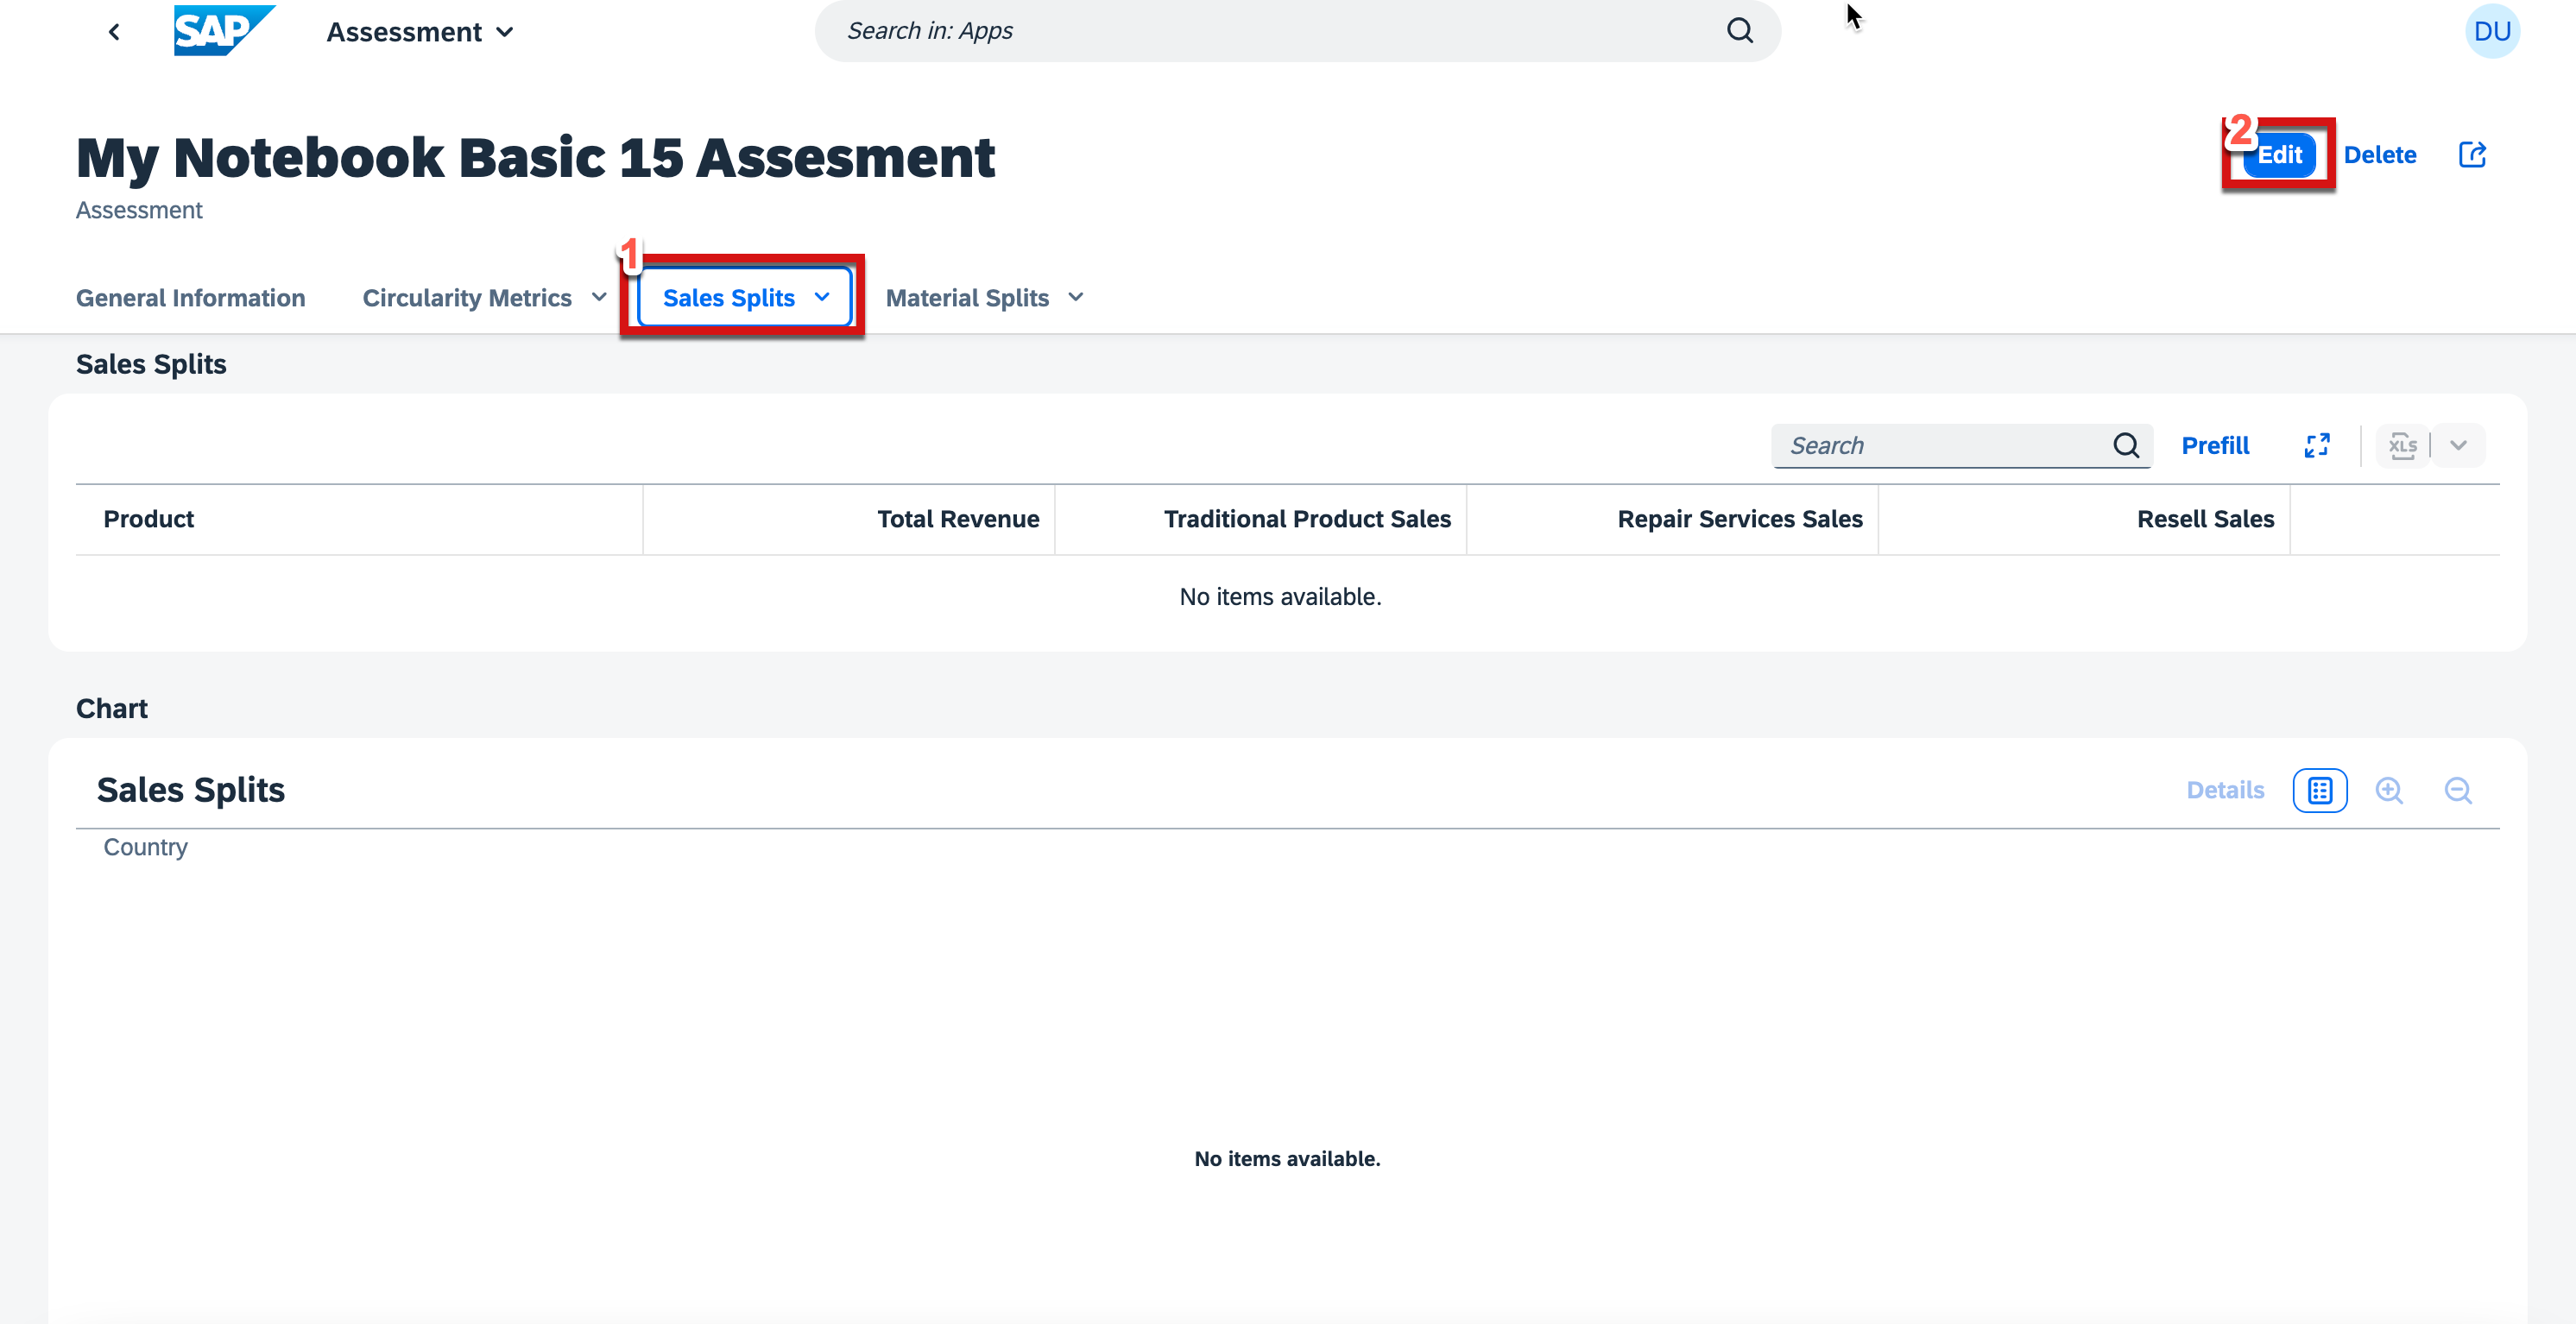 SAP Assessment Search in: Apps DU
My Notebook Basic 15 Assesment
2 Edit Delete
Assessment
1
General Information Circularity Metrics Sales Splits Material Splits
Sales Splits
Search Prefill XLS
Product Total Revenue Traditional Product Sales Repair Services Sales Resell Sales
No items available.
Chart
Sales Splits Details
Country
No items available.